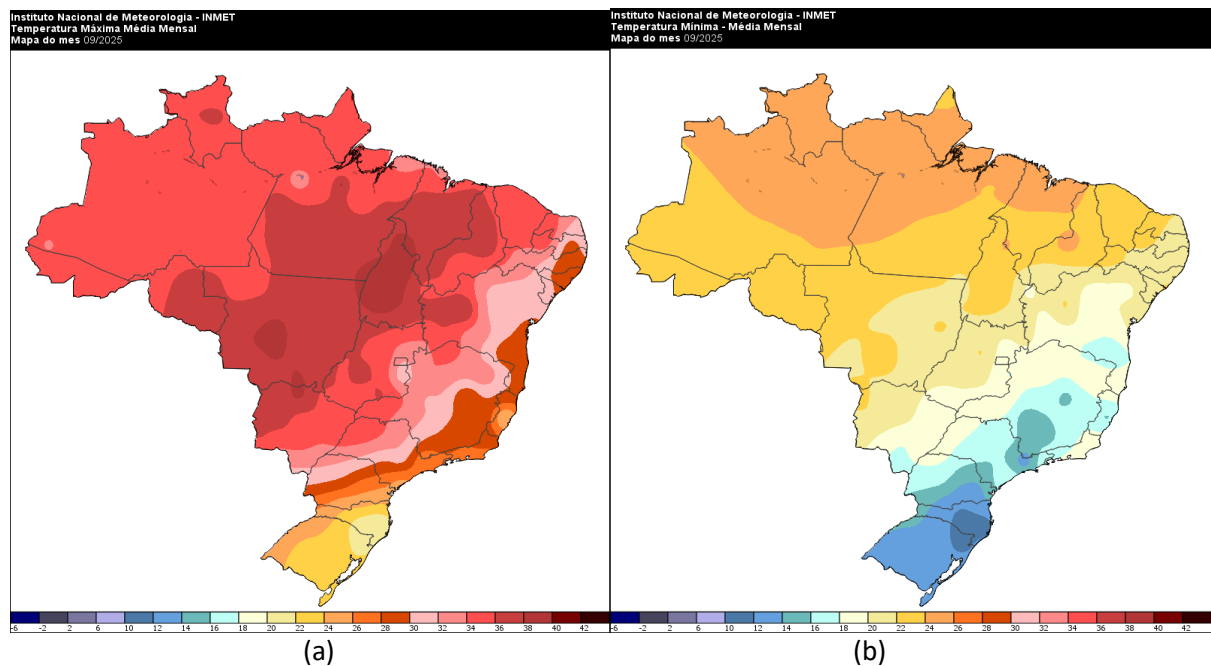 Instituto Nacional de Meteorologia - INMET
Temperatura Máxima Média Mensal
Mapa do mes 09/2025
-6 -2 2 6 10 12 14 16 18 20 22 24 26 28 30 32 34 36 38 40 42
(a)
Instituto Nacional de Meteorologia - INMET
Temperatura Mínima - Média Mensal
Mapa do mes 09/2025
-6 -2 2 6 10 12 14 16 18 20 22 24 26 28 30 32 34 36 38 40 42
(b)